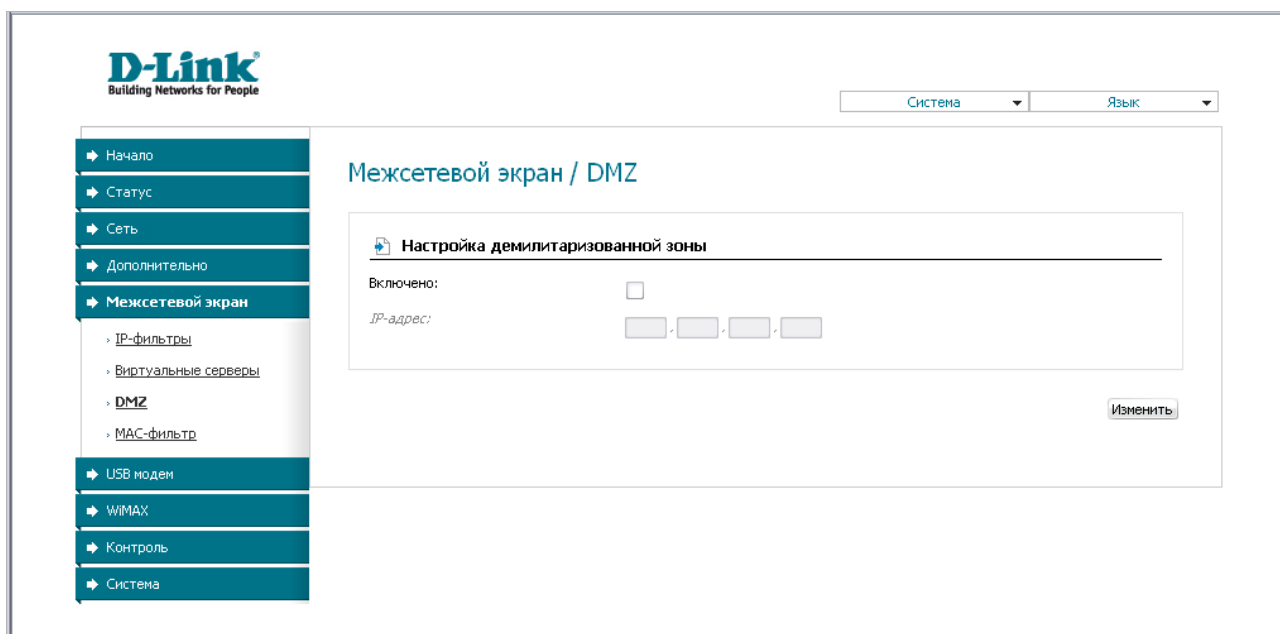 D-Link
Building Networks for People
Система
Язык
Начало
Статус
Сеть
Дополнительно
Межсетевой экран
IP-фильтры
Виртуальные серверы
DMZ
MAC-фильтр
USB модем
WiMAX
Контроль
Система
Межсетевой экран / DMZ
Настройка демилитаризованной зоны
Включено:
IP-адрес:
Изменить